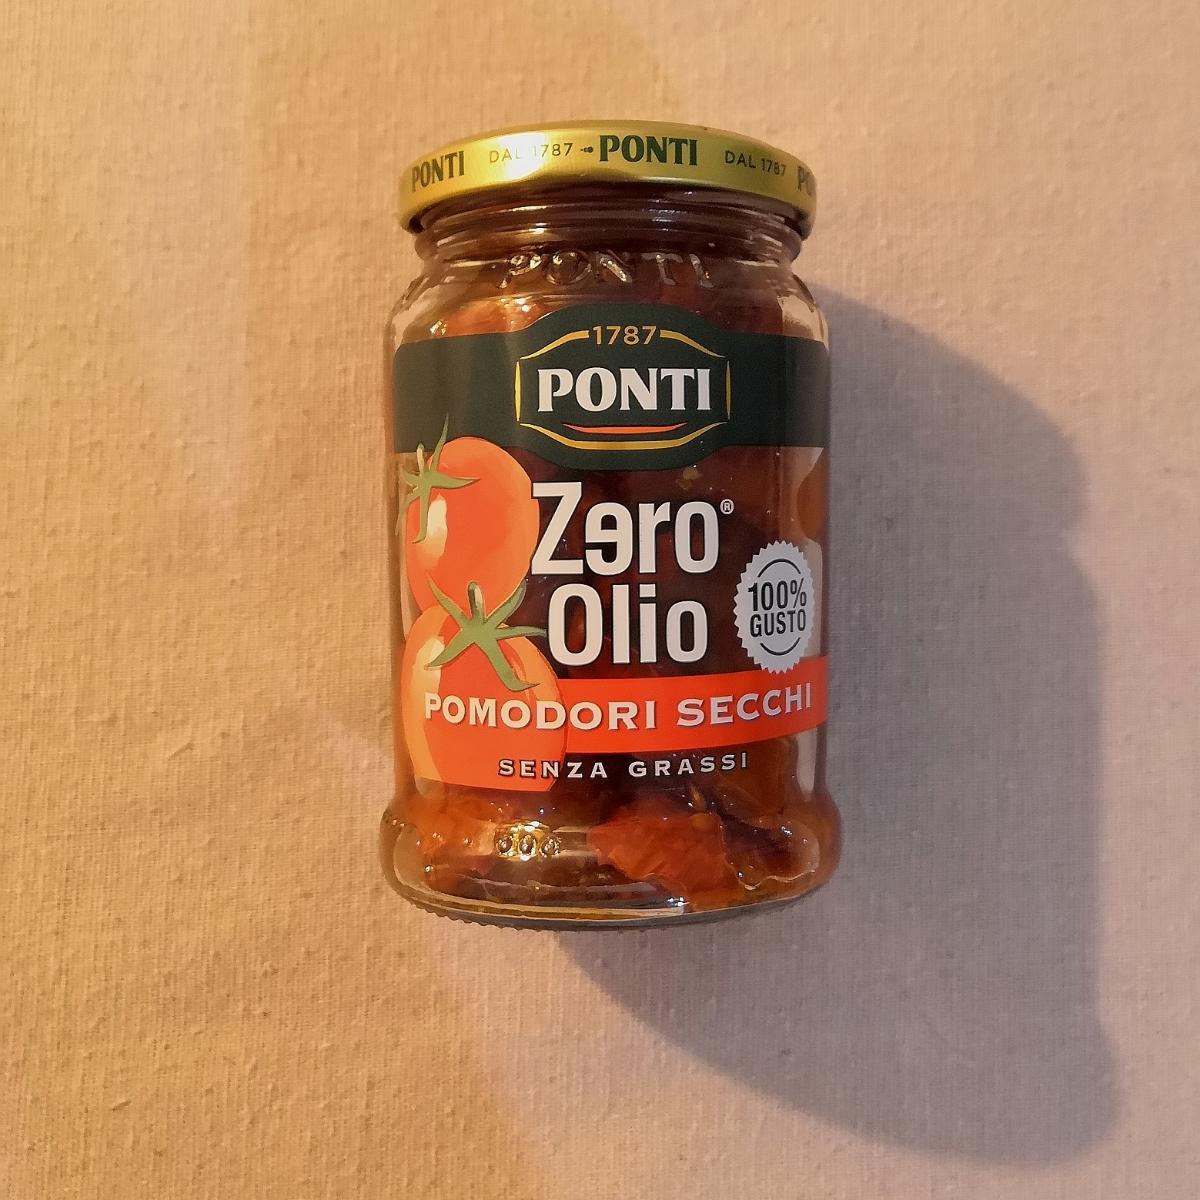 PONTI DAL 1787 PONTI DAL 1787
PONTI
1787
PONTI
Zero®
Olio
100%
GUSTO
POMODORI SECCHI
SENZA GRASSI